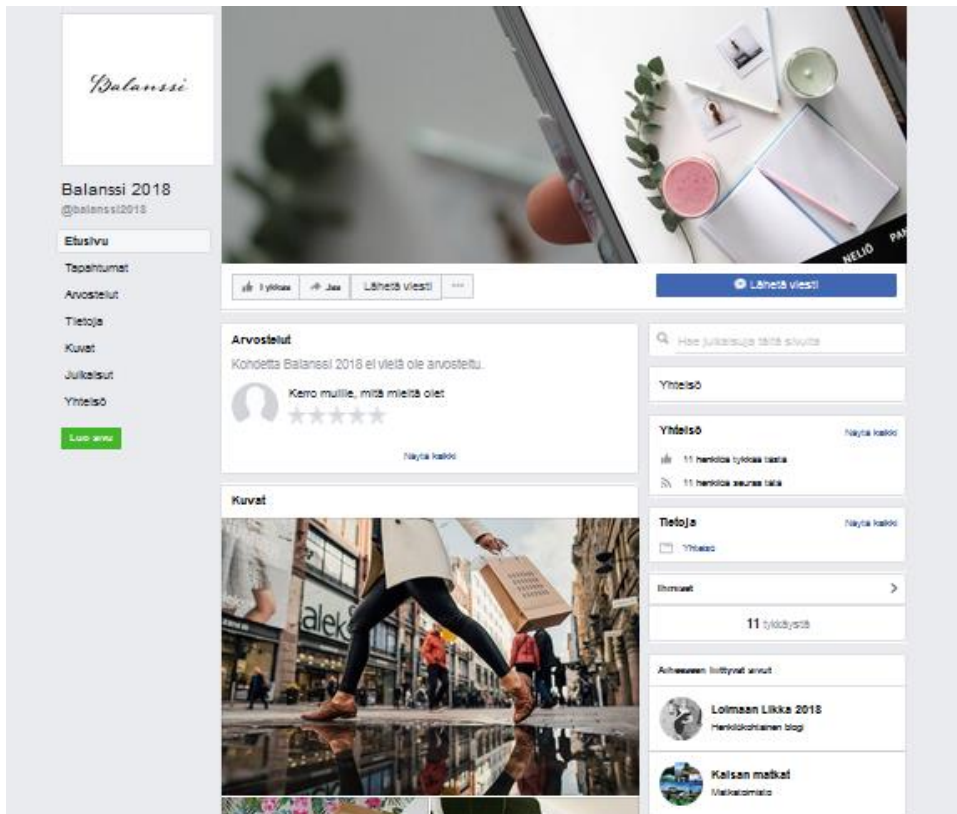 Balanssi
NELIÖ
Balanssi 2018
@balanssi2018
Etusivu
Tapahtumat
Arvostelut
Tietoja
Kuvat
Julkaisut
Yhteisö
Luo sivu
Tykkää
Jaa
Lähetä viesti
Lähetä viesti
Arvostelut
Kohdetta Balanssi 2018 ei vielä ole arvosteltu.
Kerro muille, mitä mieltä olet
Näytä kaikki
Kuvat
aleks
Hae julkaisuja tältä sivulta
Yhteisö
Yhteisö
Näytä kaikki
11 henkilöä tykkää tästä
11 henkilöä seuraa tätä
Tietoja
Näytä kaikki
Yhteisö
Ihmiset
11 tykkäystä
Aiheeseen liittyvät sivut
Loimaan Likka 2018
Henkilökohtainen blogi
Kaisan matkat
Matkatoimisto